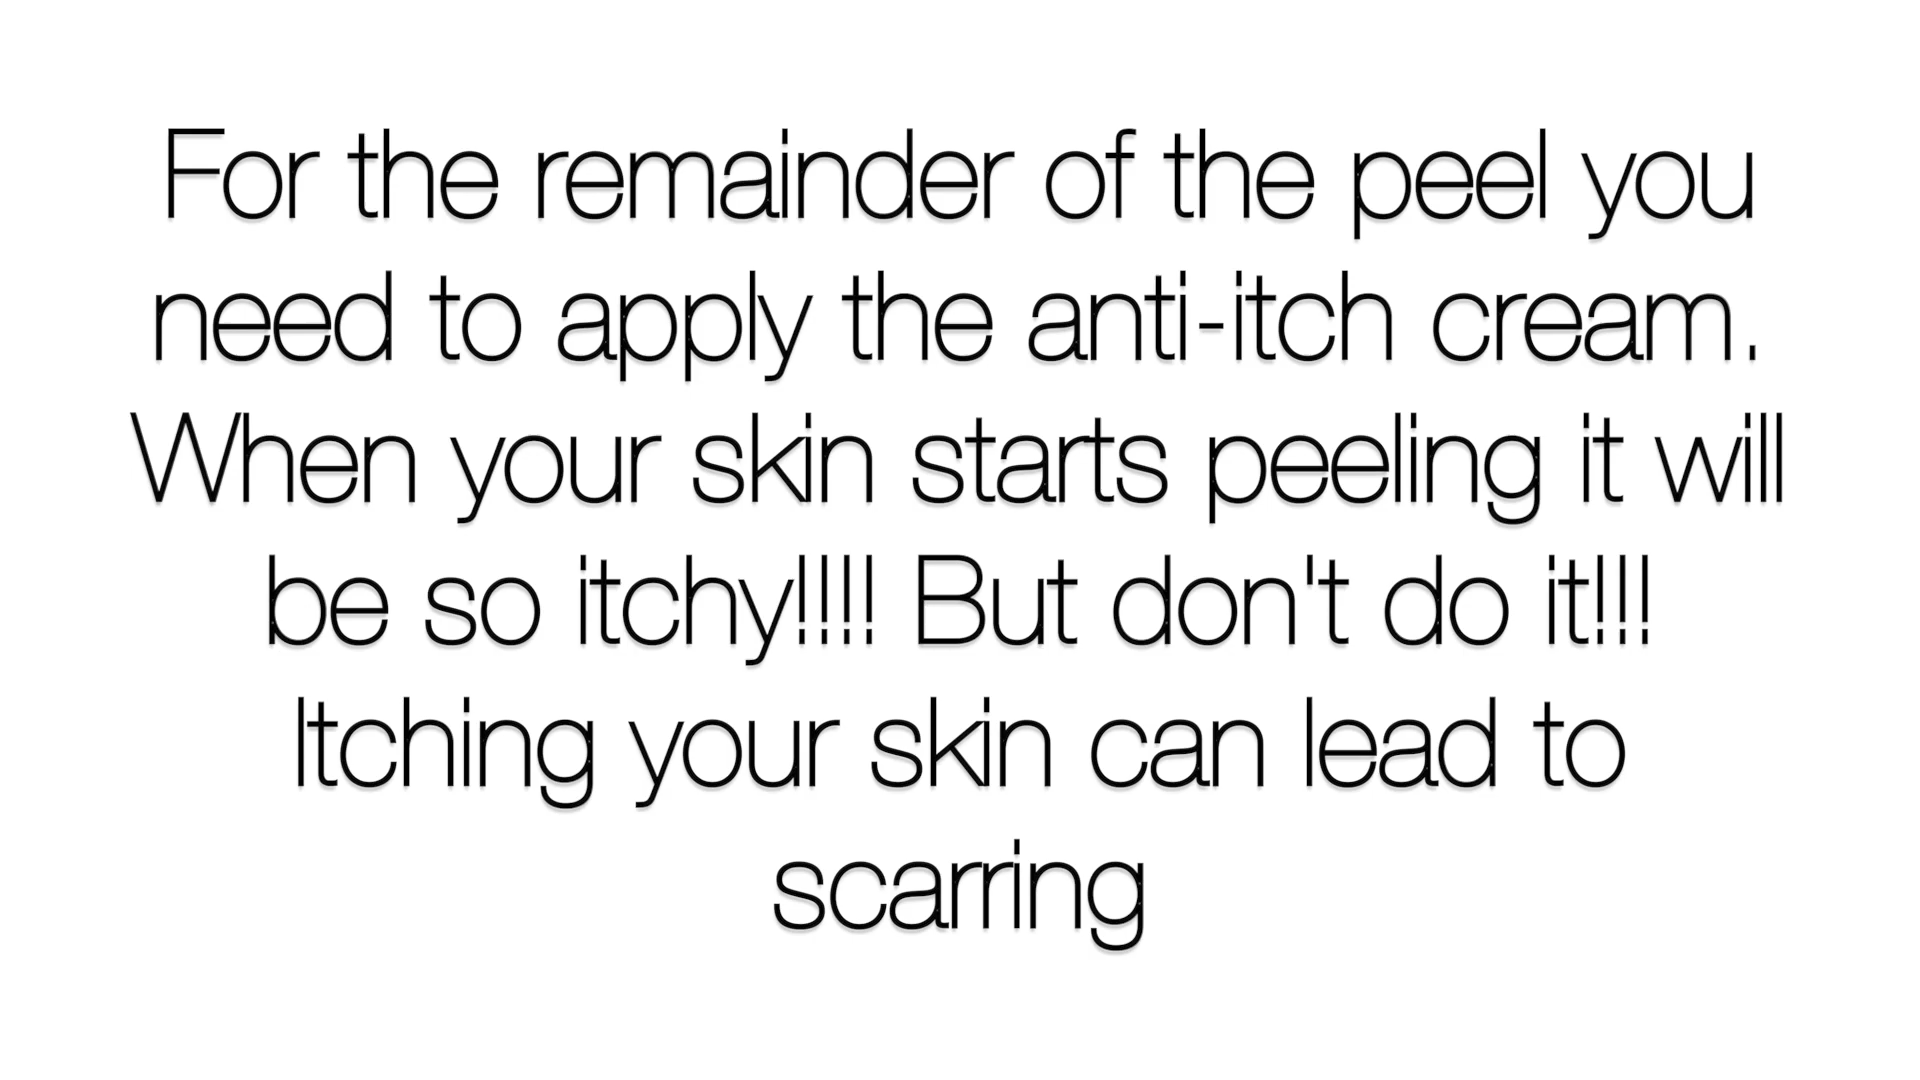 For the remainder of the peel you
need to apply the anti-itch cream.
When your skin starts peeling it will
be so itchy!!!! But don't do it!!!
Itching your skin can lead to
scarring